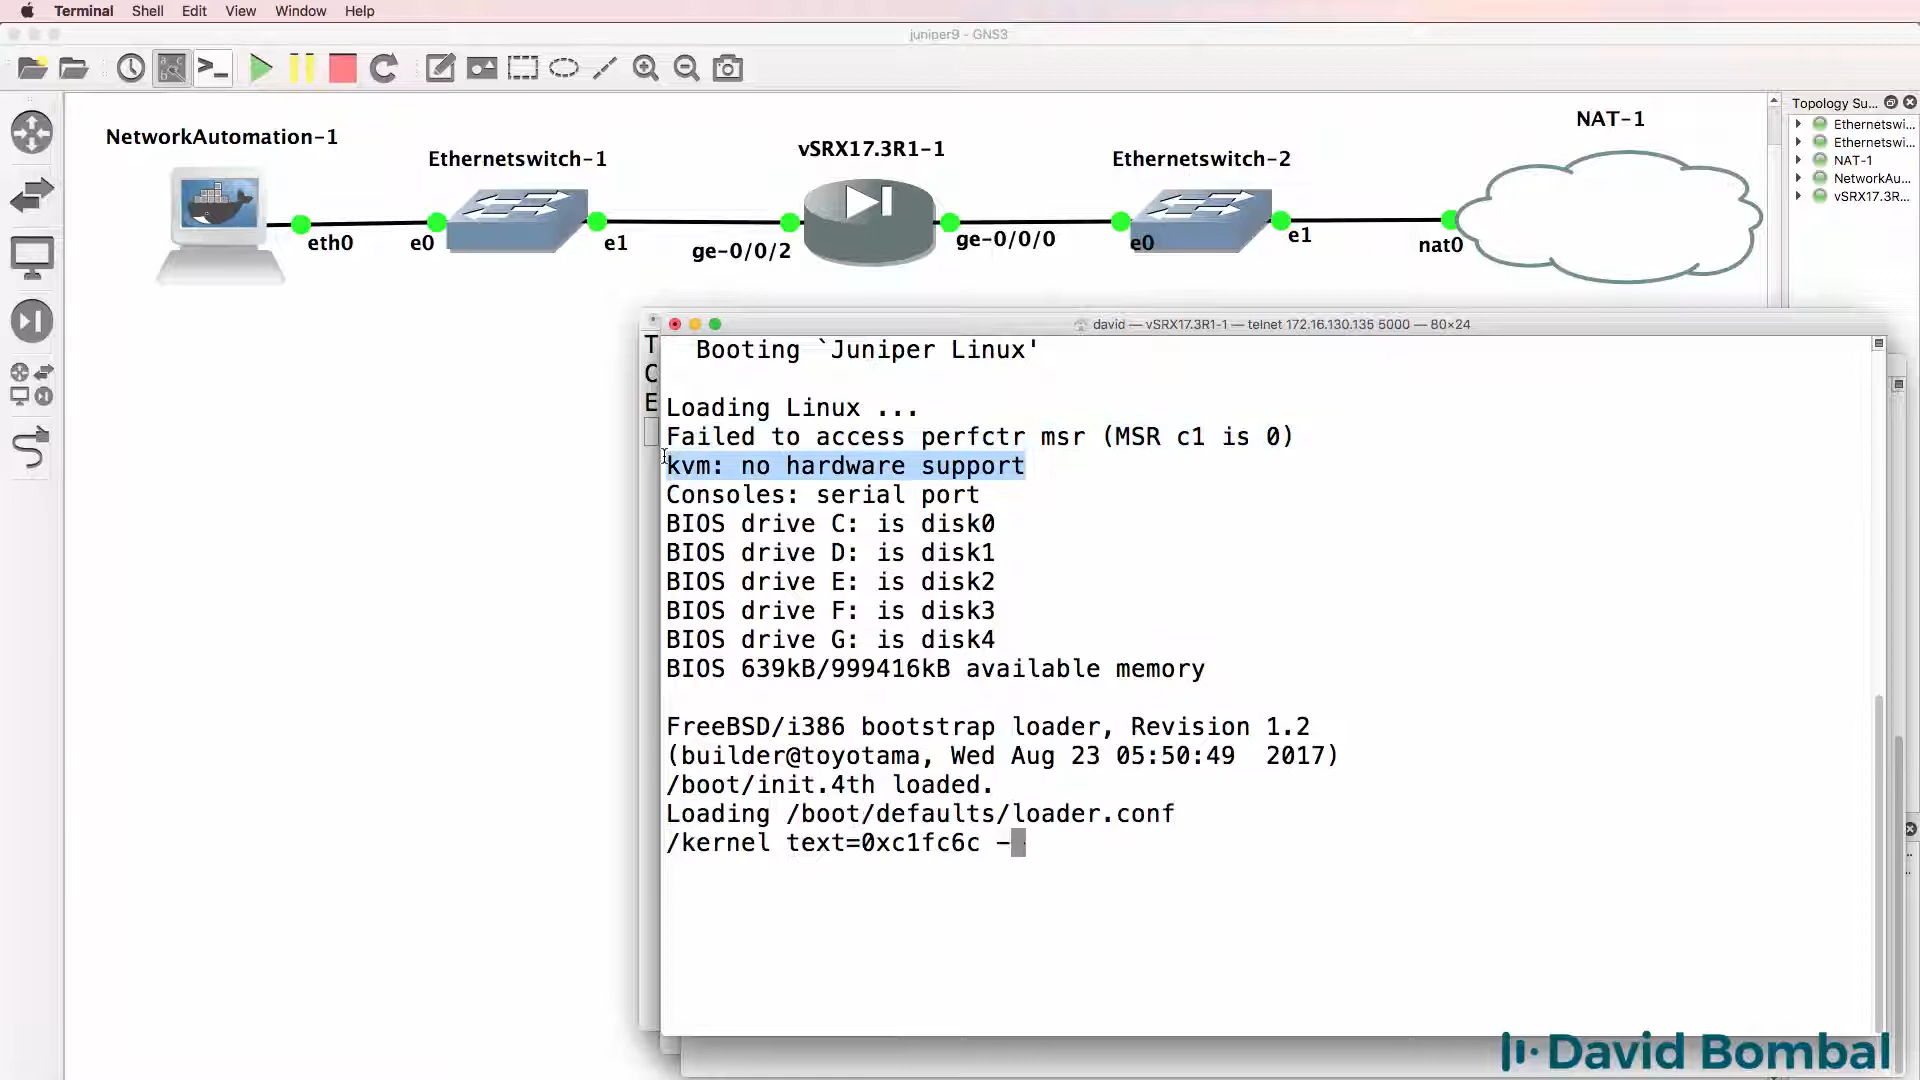 Terminal Shell Edit View Window Help
juniper9 - GNS3
NetworkAutomation-1
Ethernetswitch-1
vSRX17.3R1-1
Ethernetswitch-2
NAT-1
eth0
e0
e1
ge-0/0/2
ge-0/0/0
e0
e1
nat0
Topology Su...
Ethernetswi...
Ethernetswi...
NAT-1
NetworkAu...
vSRX17.3R...
david — vSRX17.3R1-1 — telnet 172.16.130.135 5000 — 80×24
T
C
E
Booting `Juniper Linux'
Loading Linux ...
Failed to access perfctr msr (MSR c1 is 0)
kvm: no hardware support
Consoles: serial port
BIOS drive C: is disk0
BIOS drive D: is disk1
BIOS drive E: is disk2
BIOS drive F: is disk3
BIOS drive G: is disk4
BIOS 639kB/999416kB available memory
FreeBSD/i386 bootstrap loader, Revision 1.2
(builder@toyotama, Wed Aug 23 05:50:49  2017)
/boot/init.4th loaded.
Loading /boot/defaults/loader.conf
/kernel text=0xc1fc6c -
David Bombal